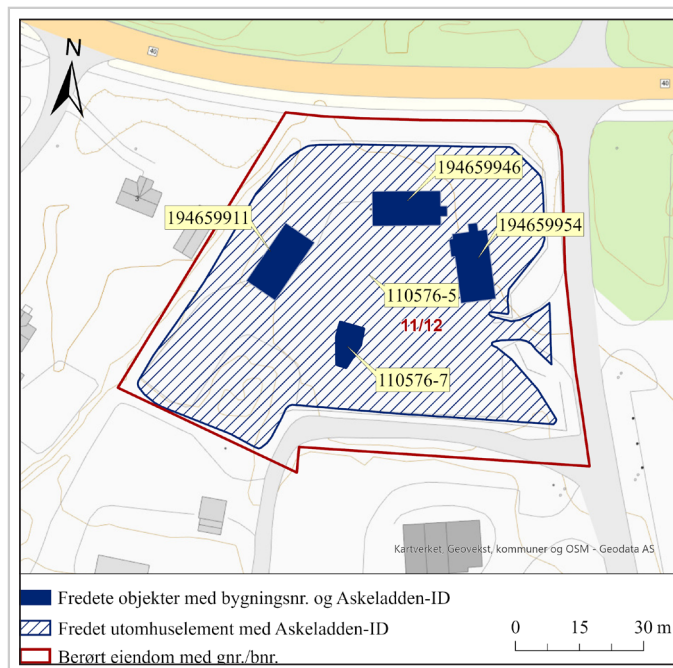 N
40
40
194659946
194659911
194659954
110576-5
11/12
110576-7
3
Kartverket, Geovekst, kommuner og OSM - Geodata AS
Fredete objekter med bygningsnr. og Askeladden-ID
Fredet utomhuselement med Askeladden-ID
0 15 30 m
Berørt eiendom med gnr./bnr.